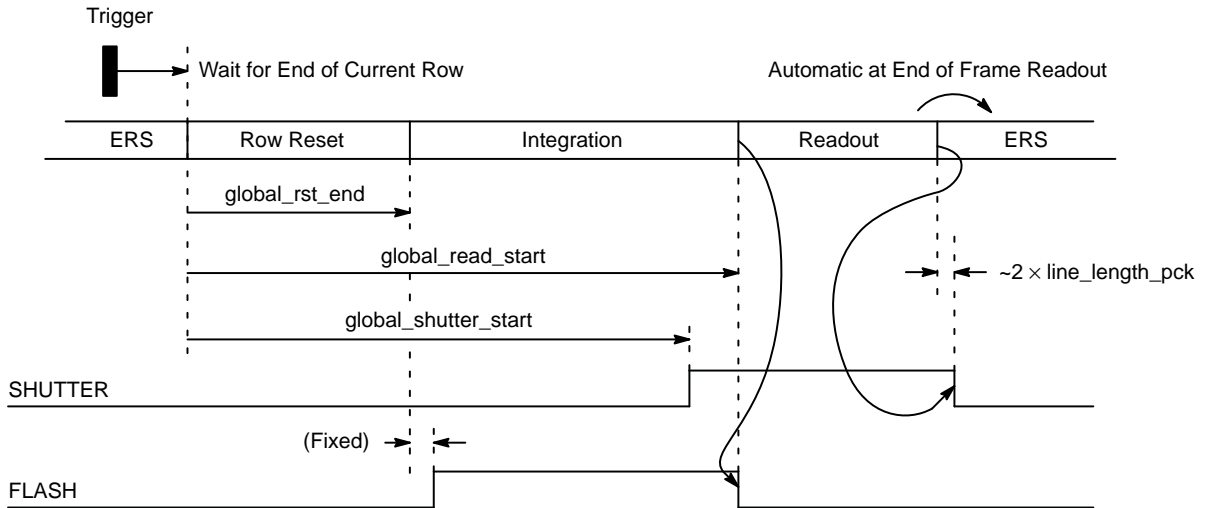 Trigger
Wait for End of Current Row
Automatic at End of Frame Readout
ERS
Row Reset
Integration
Readout
ERS
global_rst_end
global_read_start
~2 × line_length_pck
global_shutter_start
SHUTTER
(Fixed)
FLASH